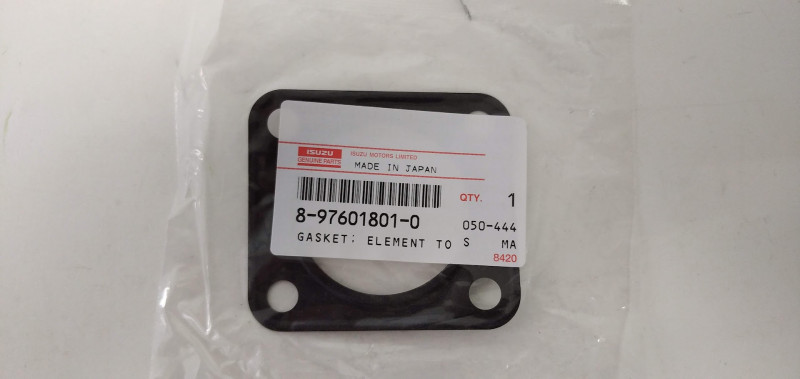 ISUZU
GENUINE PARTS
ISUZU MOTORS LIMITED
MADE IN JAPAN
QTY. 1
8-97601801-0
050-444
GASKET; ELEMENT TO S MA
8420